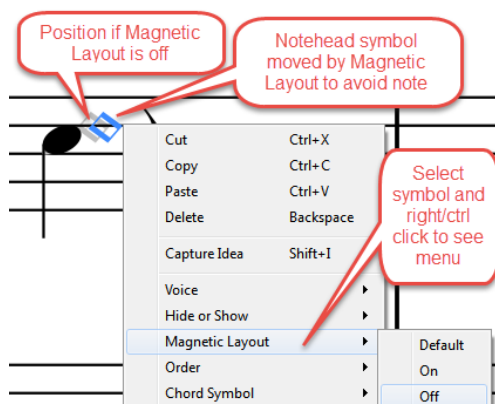 Position if Magnetic
Layout is off
Notehead symbol
moved by Magnetic
Layout to avoid note
Cut Ctrl+X
Copy Ctrl+C
Paste Ctrl+V
Delete Backspace
Capture Idea Shift+I
Voice
Hide or Show
Magnetic Layout
Order
Chord Symbol
Select
symbol and
right/ctrl
click to see
menu
Default
On
Off